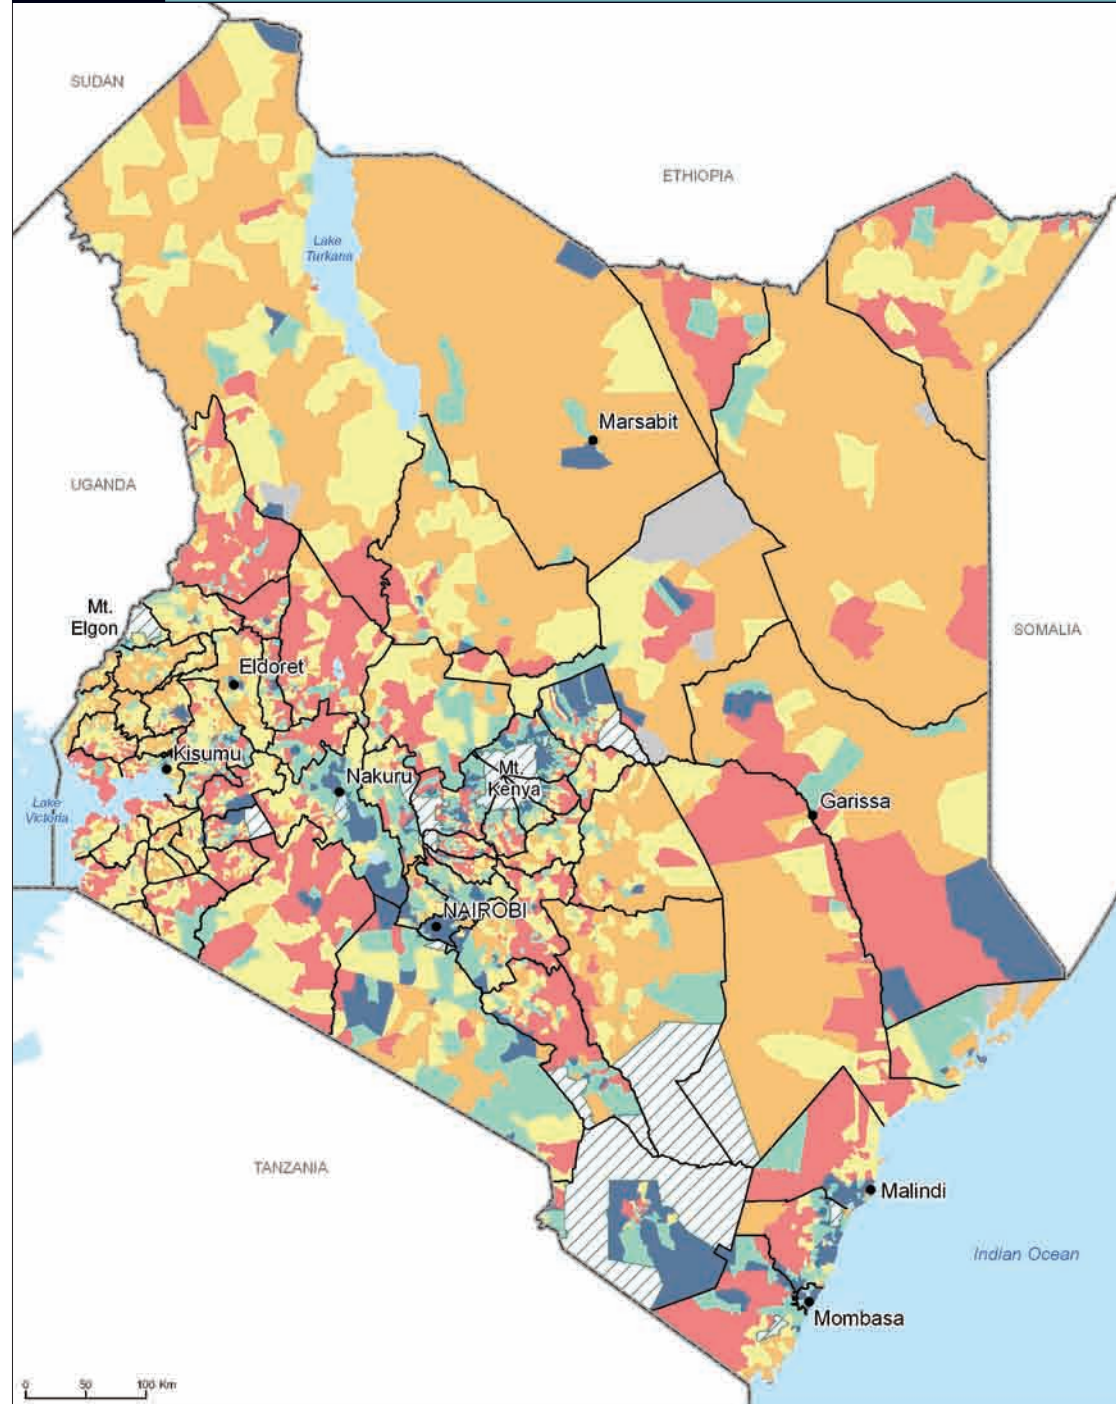 SUDAN
ETHIOPIA
Lake
Turkana
Marsabit
UGANDA
Mt.
Elgon
SOMALIA
Eldoret
Kisumu
Nakuru
Mt.
Kenya
Lake
Victoria
Garissa
NAIROBI
TANZANIA
Malindi
Indian Ocean
Mombasa
0 50 100 Km